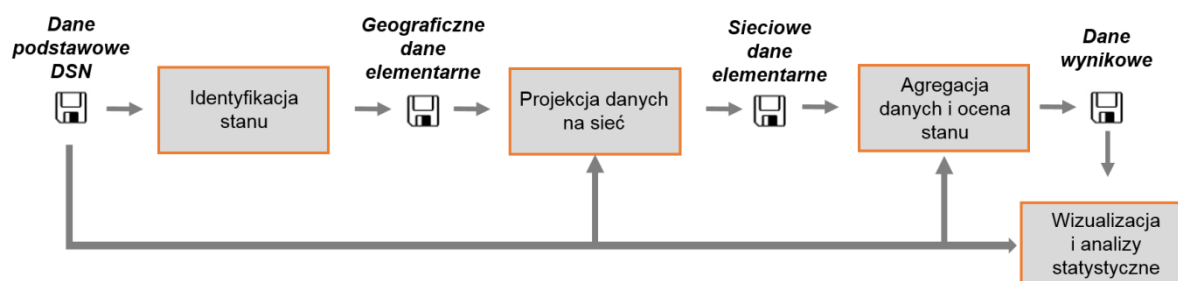 Dane
podstawowe
DSN
Identyfikacja
stanu
Geograficzne
dane
elementarne
Projekcja danych
na sieć
Sieciowe
dane
elementarne
Agregacja
danych i ocena
stanu
Dane
wynikowe
Wizualizacja
i analizy
statystyczne